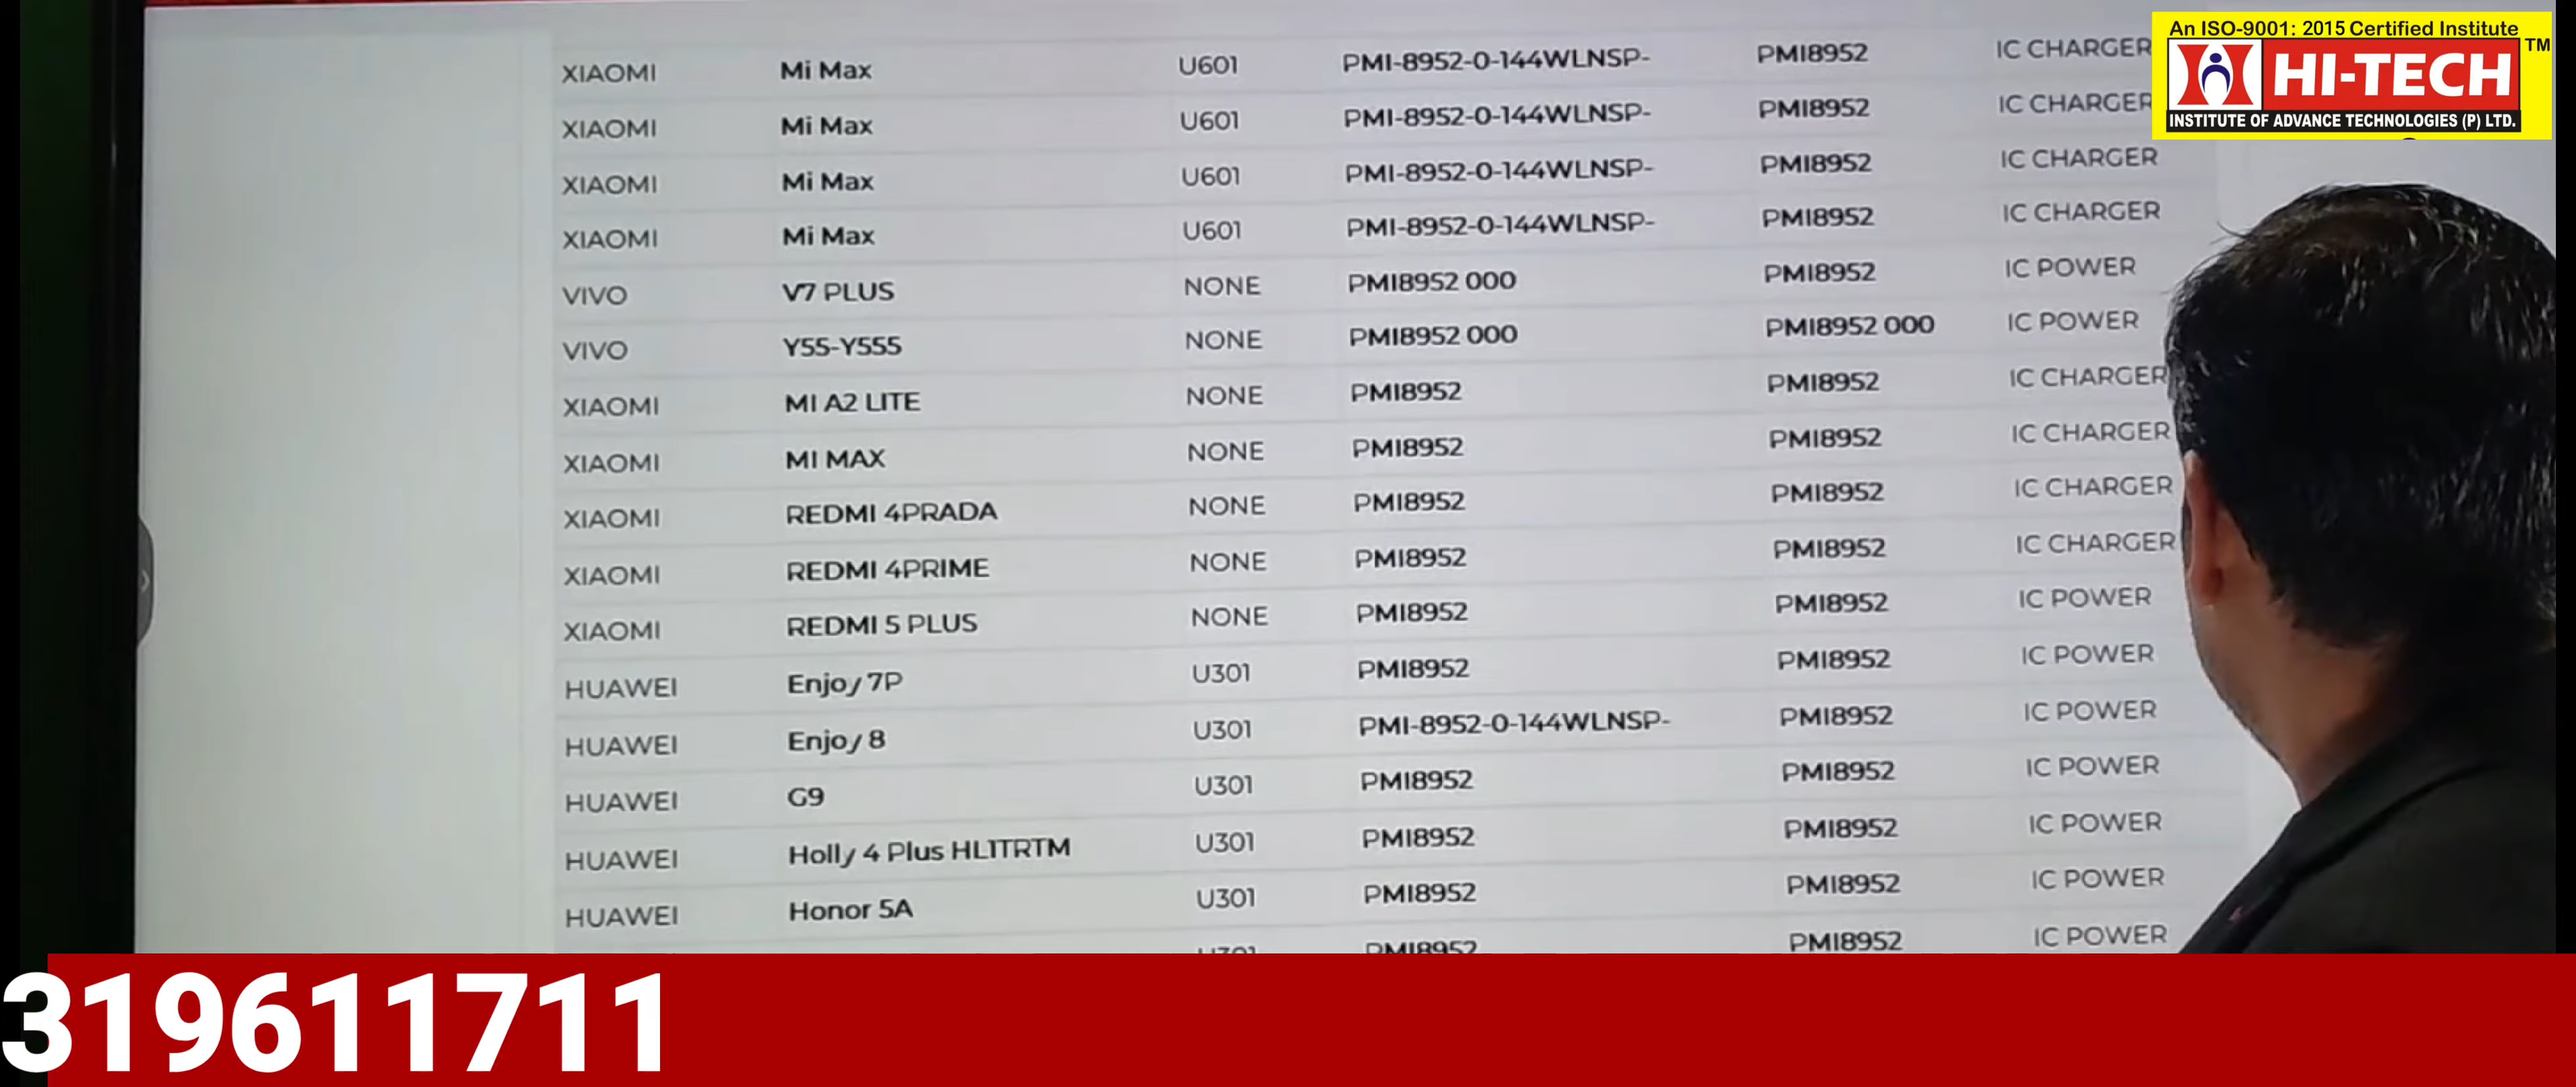 An ISO-9001: 2015 Certified Institute
HI-TECH TM
INSTITUTE OF ADVANCE TECHNOLOGIES (P) LTD.
XIAOMI Mi Max U601 PMI-8952-0-144WLNSP- PMI8952 IC CHARGER
XIAOMI Mi Max U601 PMI-8952-0-144WLNSP- PMI8952 IC CHARGER
XIAOMI Mi Max U601 PMI-8952-0-144WLNSP- PMI8952 IC CHARGER
XIAOMI Mi Max U601 PMI-8952-0-144WLNSP- PMI8952 IC CHARGER
VIVO V7 PLUS NONE PMI8952 000 PMI8952 IC POWER
VIVO Y55-Y555 NONE PMI8952 000 PMI8952 000 IC POWER
XIAOMI MI A2 LITE NONE PMI8952 PMI8952 IC CHARGER
XIAOMI MI MAX NONE PMI8952 PMI8952 IC CHARGER
XIAOMI REDMI 4PRADA NONE PMI8952 PMI8952 IC CHARGER
XIAOMI REDMI 4PRIME NONE PMI8952 PMI8952 IC CHARGER
XIAOMI REDMI 5 PLUS NONE PMI8952 PMI8952 IC POWER
HUAWEI Enjoy 7P U301 PMI8952 PMI8952 IC POWER
HUAWEI Enjoy 8 U301 PMI-8952-0-144WLNSP- PMI8952 IC POWER
HUAWEI G9 U301 PMI8952 PMI8952 IC POWER
HUAWEI Holly 4 Plus HL1TRTM U301 PMI8952 PMI8952 IC POWER
HUAWEI Honor 5A U301 PMI8952 PMI8952 IC POWER
U301 PMI8952 PMI8952 IC POWER
319611711